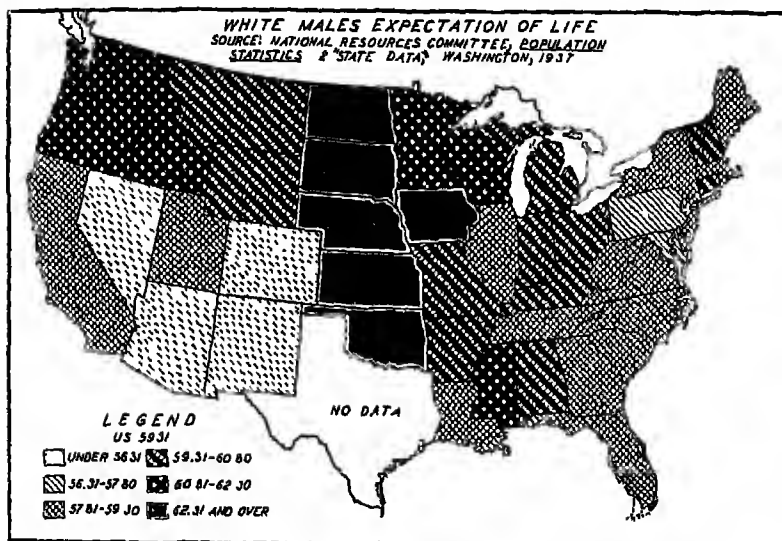 WHITE MALES EXPECTATION OF LIFE
SOURCE: NATIONAL RESOURCES COMMITTEE, POPULATION
STATISTICS & "STATE DATA," WASHINGTON, 1937
NO DATA
LEGEND
US 5931
UNDER 5631
56.31-57.80
57 81-59 30
59.31-60 80
60 81-62 30
62.31 AND OVER